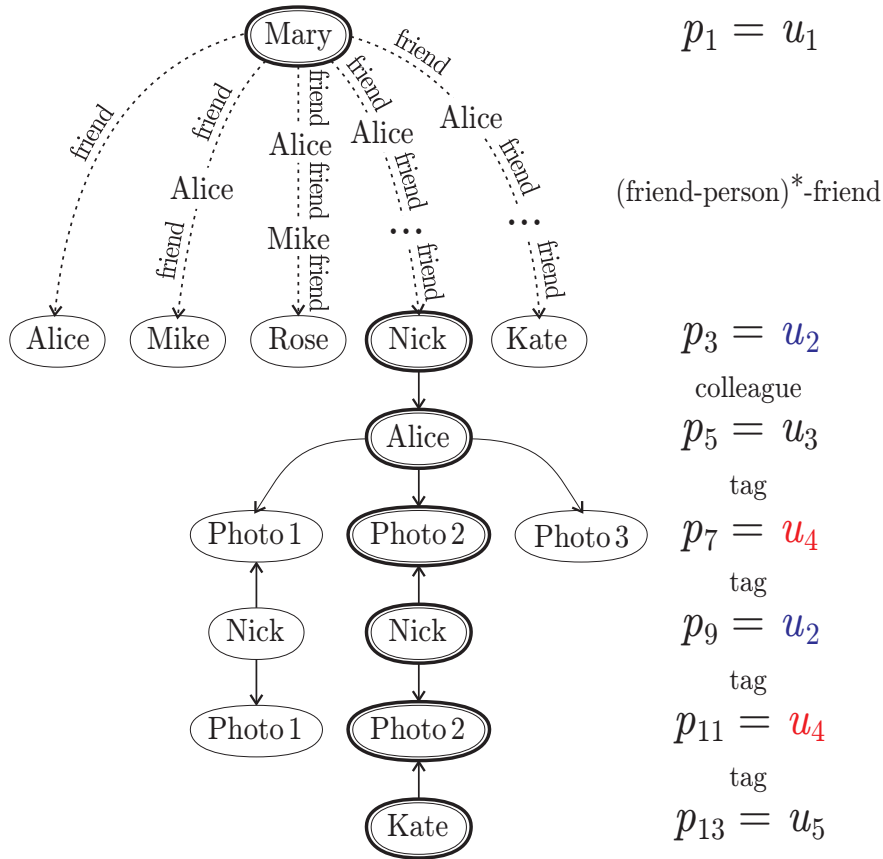 Mary
p₁ = u₁
friend friend friend friend friend
Alice Alice Alice Alice
friend friend friend friend
(friend-person)*-friend
Mike ... ...
friend friend friend
Alice Mike Rose Nick Kate
p₃ = u₂
colleague
Alice
p₅ = u₃
tag
Photo 1 Photo 2 Photo 3
p₇ = u₄
tag
Nick Nick
p₉ = u₂
tag
Photo 1 Photo 2
p₁₁ = u₄
tag
Kate
p₁₃ = u₅